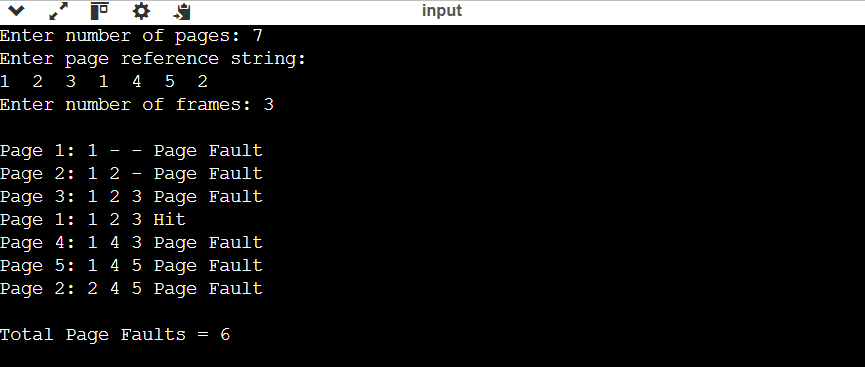 input
Enter number of pages: 7
Enter page reference string:
1  2  3  1  4  5  2
Enter number of frames: 3
Page 1: 1 - - Page Fault
Page 2: 1 2 - Page Fault
Page 3: 1 2 3 Page Fault
Page 1: 1 2 3 Hit
Page 4: 1 4 3 Page Fault
Page 5: 1 4 5 Page Fault
Page 2: 2 4 5 Page Fault
Total Page Faults = 6